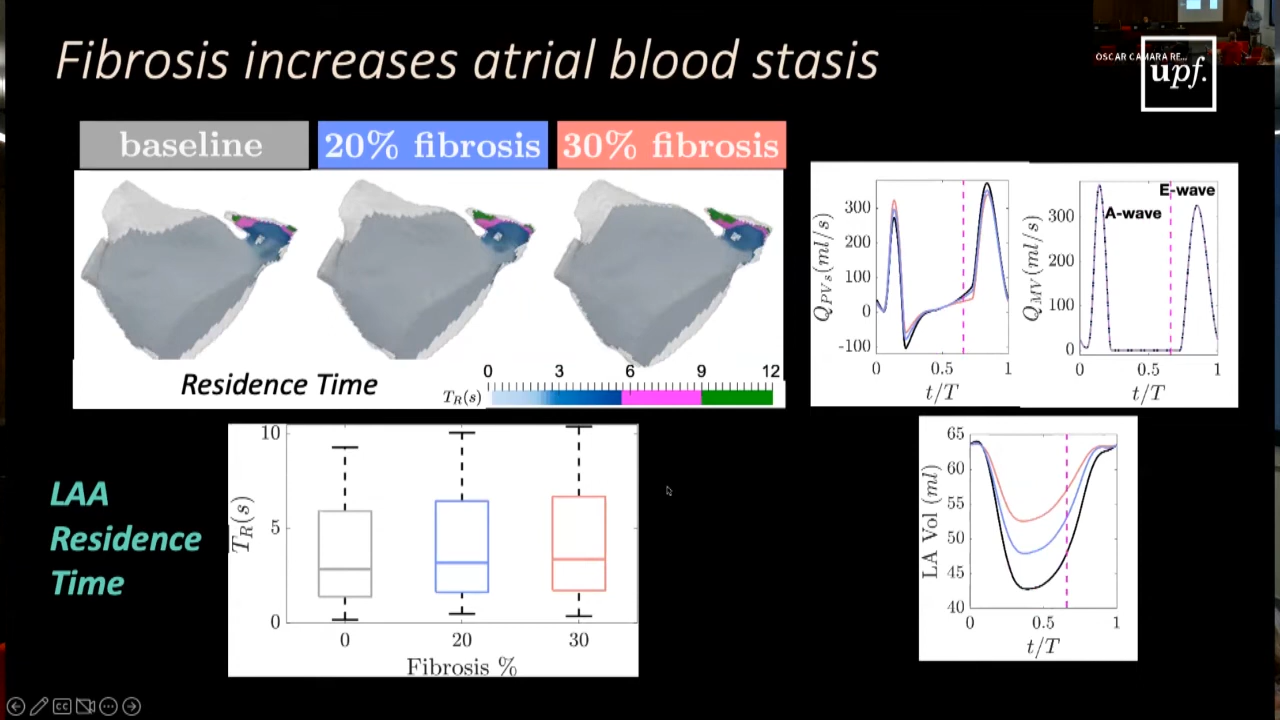 Fibrosis increases atrial blood stasis
OSCAR CAMARA RE...
upf.
baseline
20% fibrosis
30% fibrosis
Residence Time
T_R(s)
0 3 6 9 12
Q_PVs(ml/s)
300
200
100
0
-100
0 0.5 1
t/T
Q_MV(ml/s)
E-wave
A-wave
300
200
100
0
0 0.5 1
t/T
LAA
Residence
Time
T_R(s)
10
5
0
0 20 30
Fibrosis %
LA Vol (ml)
65
60
55
50
45
40
0 0.5 1
t/T
CC